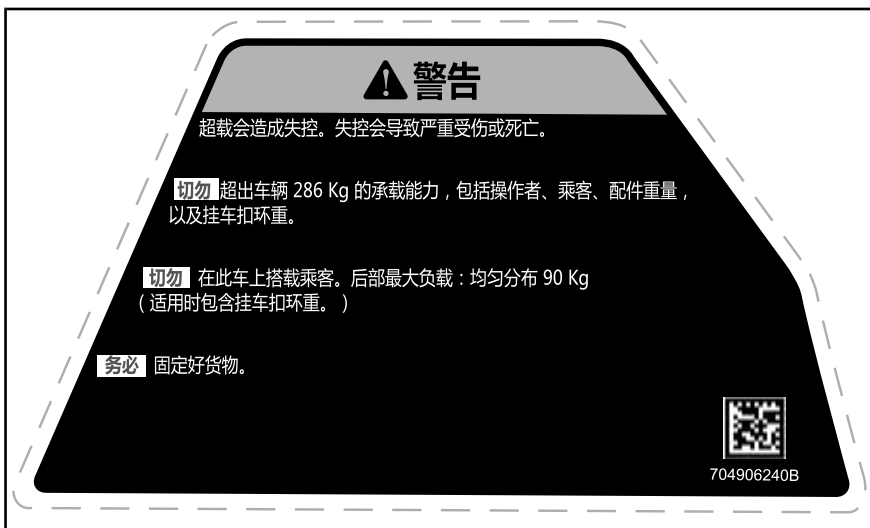 警告
超载会造成失控。失控会导致严重受伤或死亡。
切勿 超出车辆 286 Kg 的承载能力，包括操作者、乘客、配件重量，
以及挂车扣环重。
切勿 在此车上搭载乘客。后部最大负载：均匀分布 90 Kg
（适用时包含挂车扣环重。）
务必 固定好货物。
704906240B